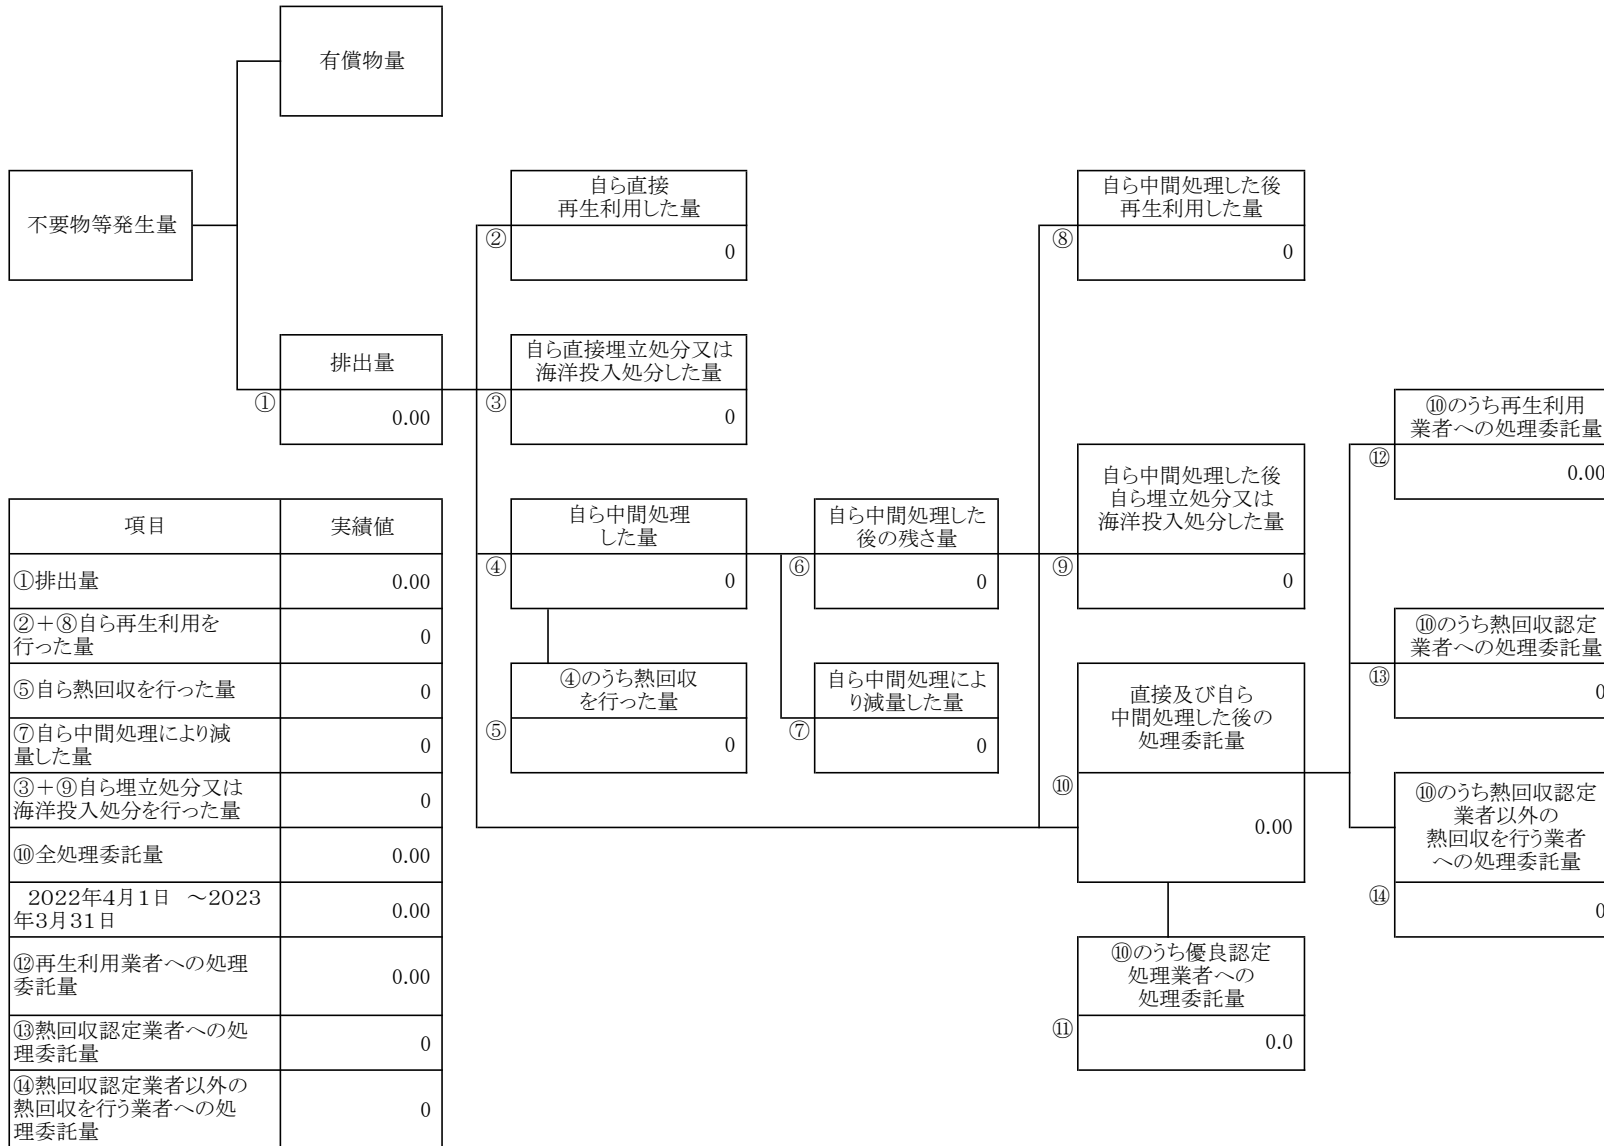 有償物量
不要物等発生量
自ら直接
再生利用した量
②
0
自ら中間処理した後
再生利用した量
⑧
0
排出量
①
0.00
自ら直接埋立処分又は
海洋投入処分した量
③
0
⑩のうち再生利用
業者への処理委託量
⑫
0.00
自ら中間処理
した量
④
0
自ら中間処理した
後の残さ量
⑥
0
自ら中間処理した後
自ら埋立処分又は
海洋投入処分した量
⑨
0
④のうち熱回収
を行った量
⑤
0
自ら中間処理によ
り減量した量
⑦
0
直接及び自ら
中間処理した後の
処理委託量
⑩
0.00
⑩のうち熱回収認定
業者への処理委託量
⑬
0
⑩のうち熱回収認定
業者以外の
熱回収を行う業者
への処理委託量
⑭
0
⑩のうち優良認定
処理業者への
処理委託量
⑪
0.0
項目 実績値
①排出量 0.00
②＋⑧自ら再生利用を
行った量 0
⑤自ら熱回収を行った量 0
⑦自ら中間処理により減
量した量 0
③＋⑨自ら埋立処分又は
海洋投入処分を行った量 0
⑩全処理委託量 0.00
2022年4月1日 ～2023
年3月31日 0.00
⑫再生利用業者への処理
委託量 0.00
⑬熱回収認定業者への処
理委託量 0
⑭熱回収認定業者以外の
熱回収を行う業者への処
理委託量 0